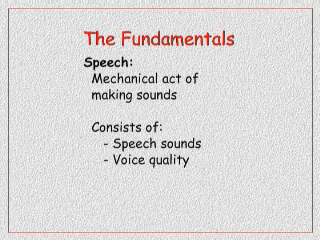 The Fundamentals
Speech:
Mechanical act of
making sounds
Consists of:
- Speech sounds
- Voice quality